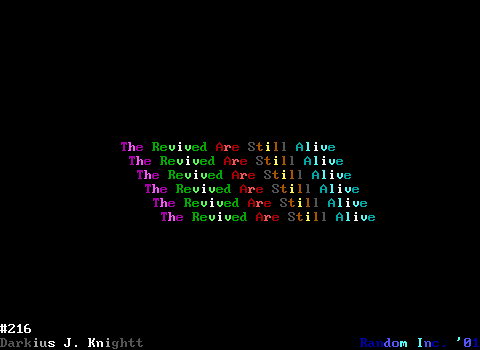 The Revived Are Still Alive
The Revived Are Still Alive
The Revived Are Still Alive
The Revived Are Still Alive
The Revived Are Still Alive
The Revived Are Still Alive
#216
Darkius J. Knightt
Random Inc. '01